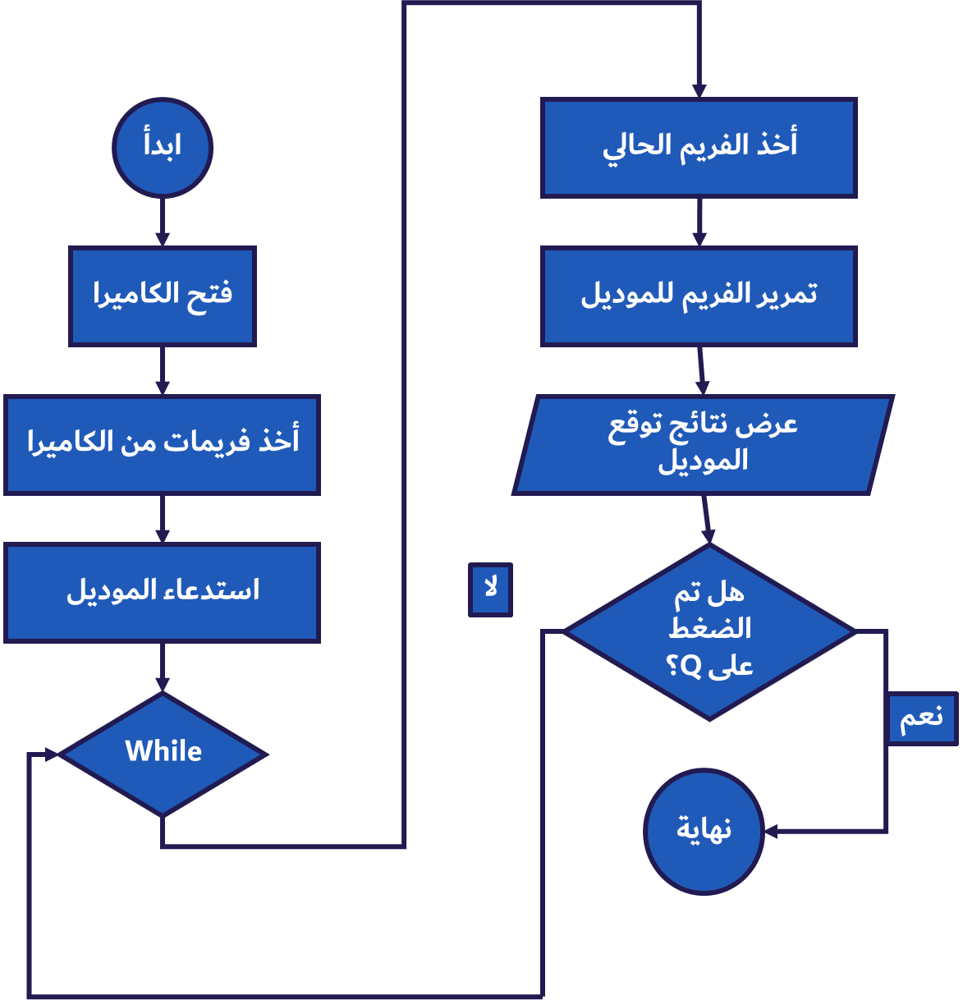 ابدأ
فتح الكاميرا
أخذ فريمات من الكاميرا
استدعاء الموديل
While
أخذ الفريم الحالي
تمرير الفريم للموديل
عرض نتائج توقع
الموديل
هل تم
الضغط
على Q؟
لا
نعم
نهاية